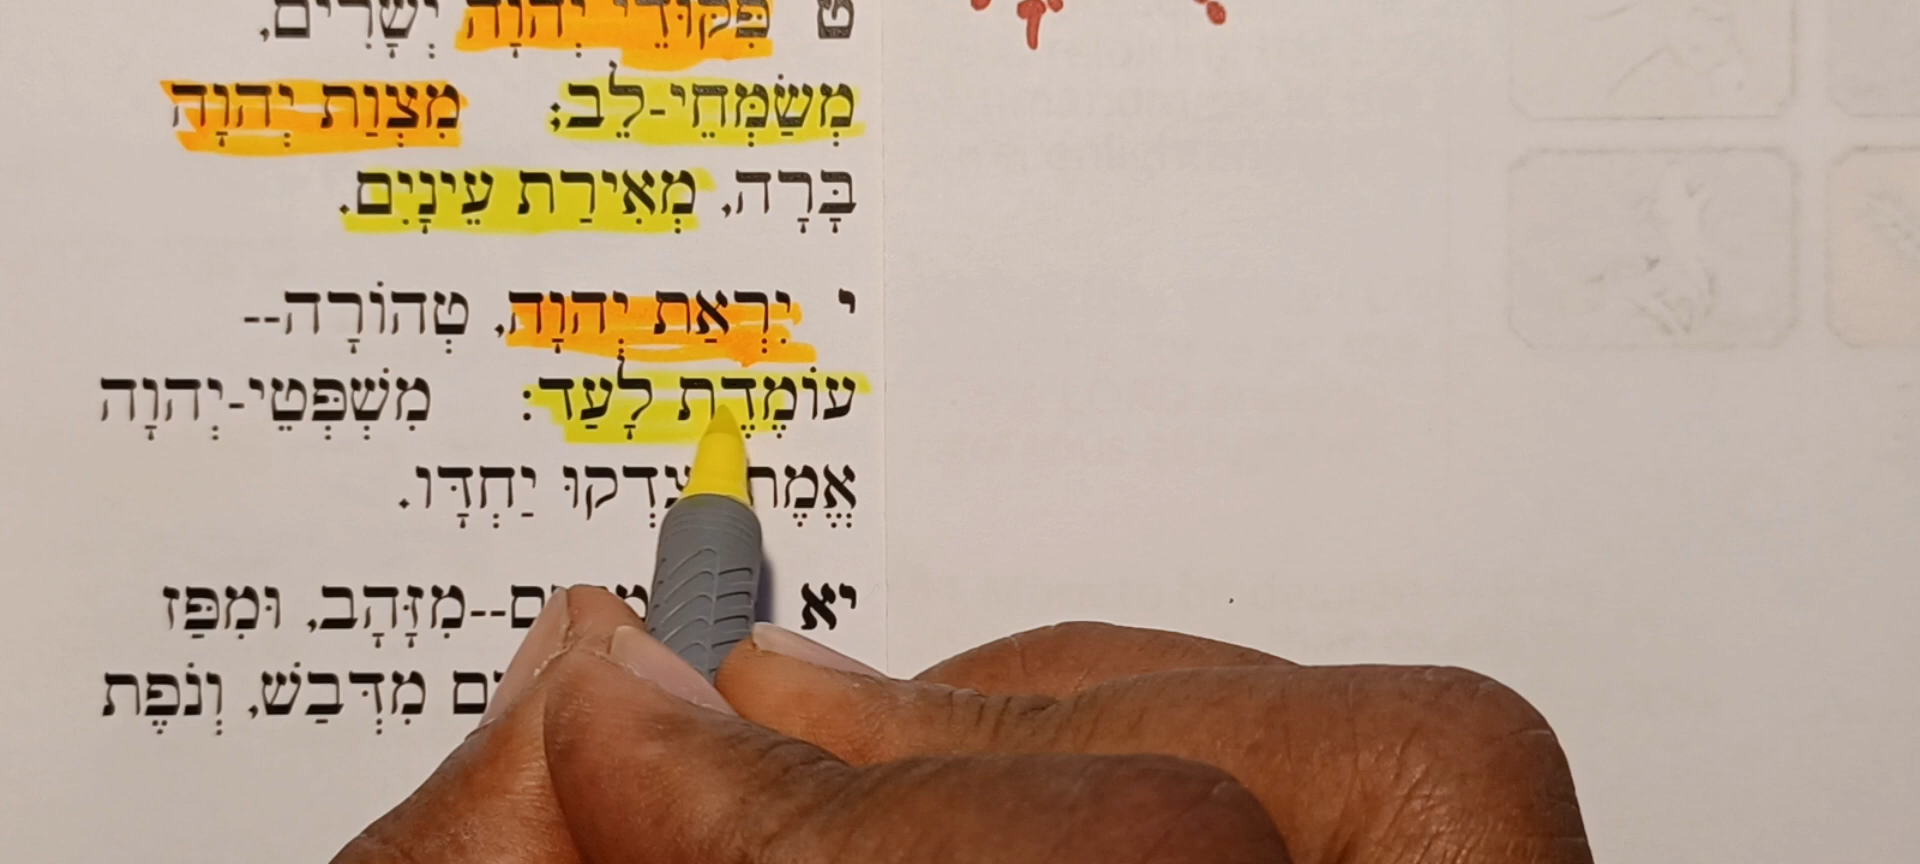 ט פִּקּוּדֵי יְהוָה יְשָׁרִים,
מְשַׂמְּחֵי-לֵב; מִצְוַת יְהוָה
בָּרָה, מְאִירַת עֵינָיִם.
י יִרְאַת יְהוָה, טְהוֹרָה--
עוֹמֶדֶת לָעַד: מִשְׁפְּטֵי-יְהוָה
אֱמֶת צָדְקוּ יַחְדָּו.
יא מִזָּהָב, וּמִפַּז
מִדְּבַשׁ, וְנֹפֶת